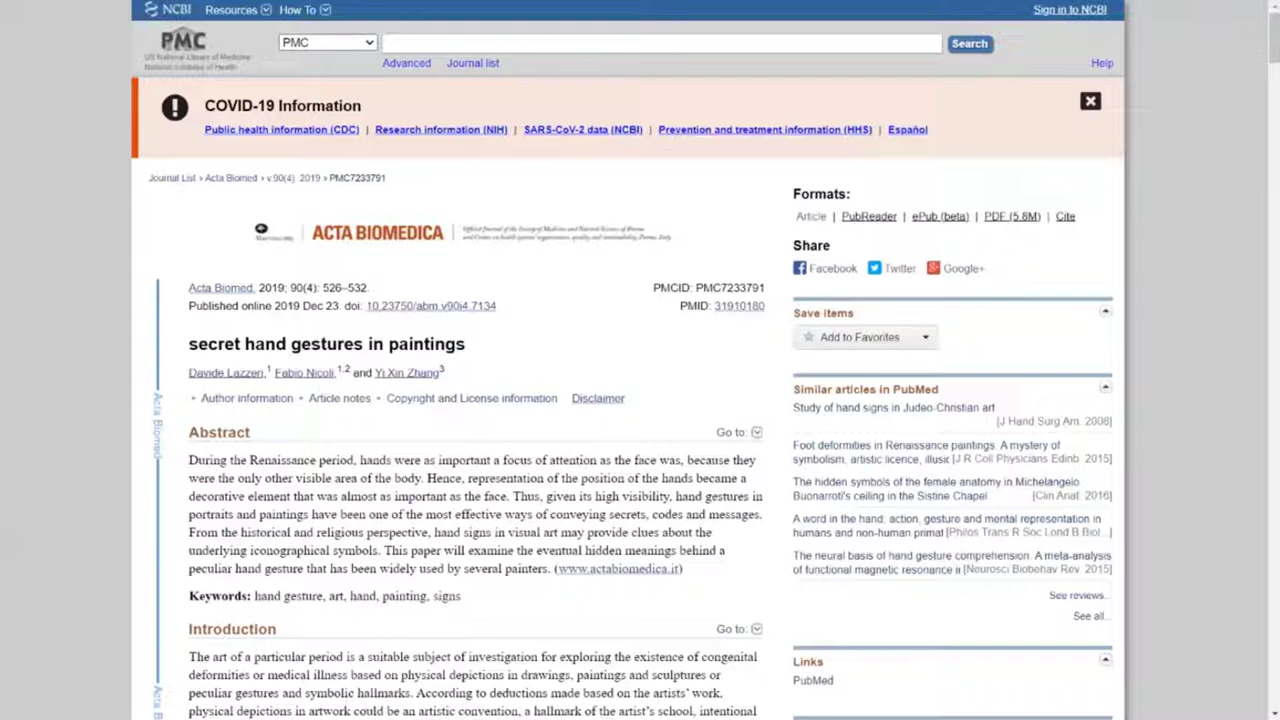 NCBI Resources How To Sign in to NCBI
PMC
US National Library of Medicine
National Institutes of Health
PMC Search
Advanced Journal list Help
COVID-19 Information
Public health information (CDC) | Research information (NIH) | SARS-CoV-2 data (NCBI) | Prevention and treatment information (HHS) | Español
Journal List > Acta Biomed > v.90(4); 2019 > PMC7233791
ACTA BIOMEDICA
Official Journal of the Society of Medicine and Natural Science of Parma
Acta Biomed. 2019; 90(4): 526–532. PMCID: PMC7233791
Published online 2019 Dec 23. doi: 10.23750/abm.v90i4.7134 PMID: 31910180
secret hand gestures in paintings
Davide Lazzeri,1 Fabio Nicoli,1,2 and Yi Xin Zhang3
• Author information • Article notes • Copyright and License information Disclaimer
Abstract Go to:
During the Renaissance period, hands were as important a focus of attention as the face was, because they
were the only other visible area of the body. Hence, representation of the position of the hands became a
decorative element that was almost as important as the face. Thus, given its high visibility, hand gestures in
portraits and paintings have been one of the most effective ways of conveying secrets, codes and messages.
From the historical and religious perspective, hand signs in visual art may provide clues about the
underlying iconographical symbols. This paper will examine the eventual hidden meanings behind a
peculiar hand gesture that has been widely used by several painters. (www.actabiomedica.it)
Keywords: hand gesture, art, hand, painting, signs
Introduction Go to:
The art of a particular period is a suitable subject of investigation for exploring the existence of congenital
deformities or medical illness based on physical depictions in drawings, paintings and sculptures or
peculiar gestures and symbolic hallmarks. According to deductions made based on the artists' work,
physical depictions in artwork could be an artistic convention, a hallmark of the artist's school, intentional
Acta Biomed
Acta B
Formats:
Article | PubReader | ePub (beta) | PDF (5.8M) | Cite
Share
Facebook Twitter Google+
Save items
Add to Favorites
Similar articles in PubMed
Study of hand signs in Judeo-Christian art
[J Hand Surg Am. 2008]
Foot deformities in Renaissance paintings. A mystery of
symbolism, artistic licence, illusi [J R Coll Physicians Edinb. 2015]
The hidden symbols of the female anatomy in Michelangelo
Buonarroti's ceiling in the Sistine Chapel [Clin Anat. 2016]
A word in the hand: action, gesture and mental representation in
humans and non-human primat [Philos Trans R Soc Lond B Biol...]
The neural basis of hand gesture comprehension: A meta-analysis
of functional magnetic resonance ir [Neurosci Biobehav Rev. 2015]
See reviews...
See all...
Links
PubMed